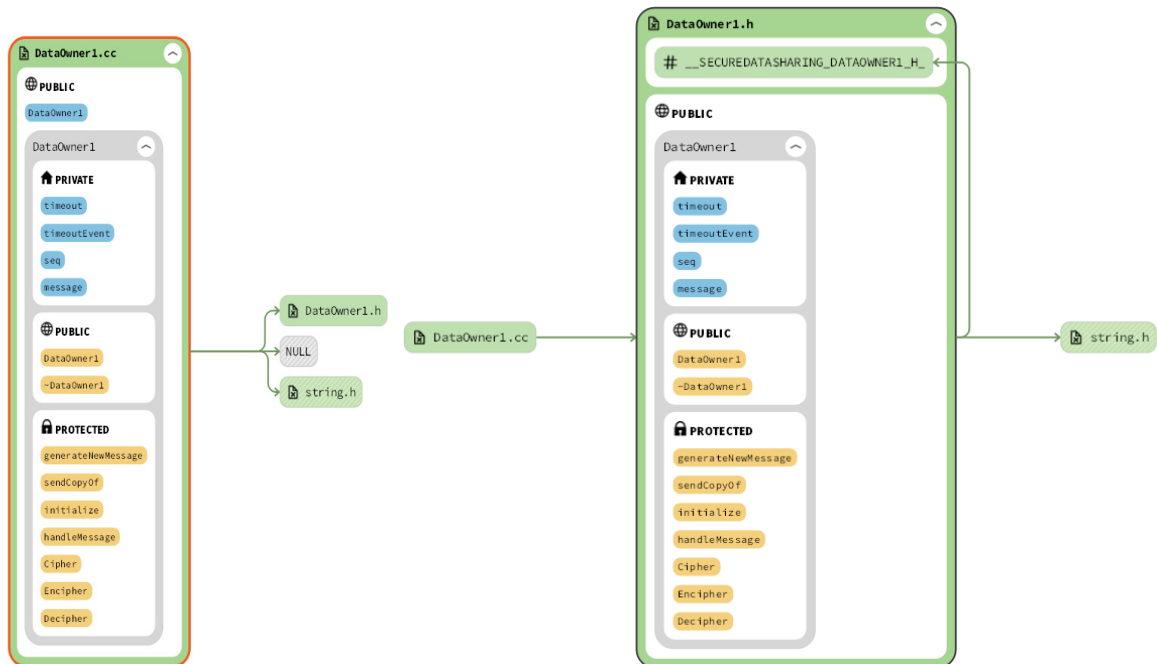 DataOwner1.cc
PUBLIC
DataOwner1
DataOwner1
PRIVATE
timeout
timeoutEvent
seq
message
PUBLIC
DataOwner1
~DataOwner1
PROTECTED
generateNewMessage
sendCopyOf
initialize
handleMessage
Cipher
Encipher
Decipher
DataOwner1.h
NULL
string.h
DataOwner1.cc
DataOwner1.h
# __SECUREDATASHARING_DATAOWNER1_H_
PUBLIC
DataOwner1
PRIVATE
timeout
timeoutEvent
seq
message
PUBLIC
DataOwner1
~DataOwner1
PROTECTED
generateNewMessage
sendCopyOf
initialize
handleMessage
Cipher
Encipher
Decipher
string.h